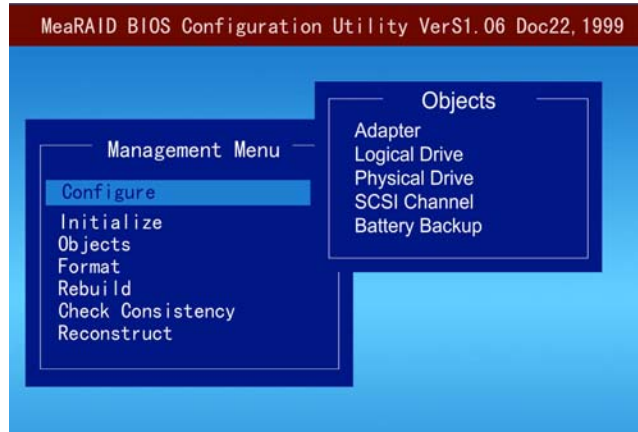 MeaRAID BIOS Configuration Utility VerS1.06 Doc22,1999
Management Menu
Configure
Initialize
Objects
Format
Rebuild
Check Consistency
Reconstruct
Objects
Adapter
Logical Drive
Physical Drive
SCSI Channel
Battery Backup